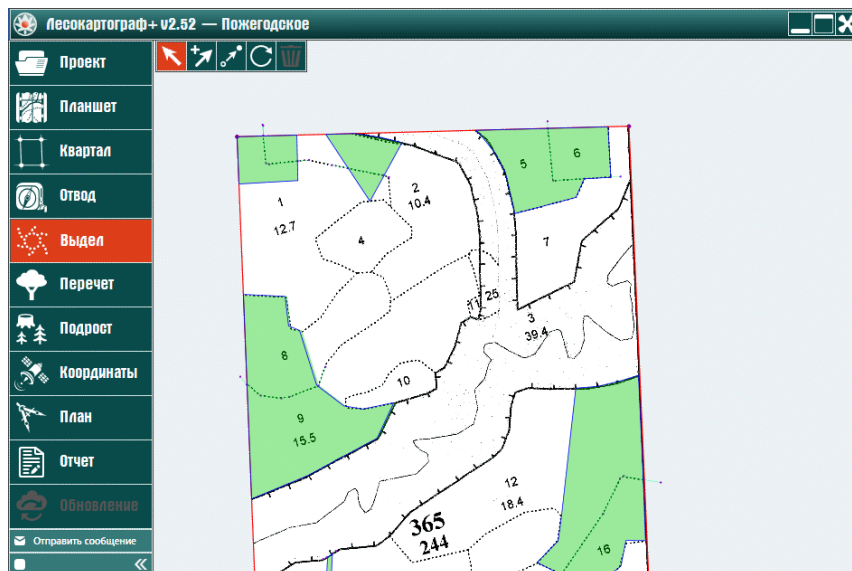 Лесокартограф+ v2.52 — Пожегодское
Проект
Планшет
Квартал
Отвод
Выдел
Перечет
Подрост
Координаты
План
Отчет
Обновление
Отправить сообщение
5
6
1
12.7
2
10.4
4
7
25
11
3
39.4
8
10
9
15.5
12
18.4
365
244
16